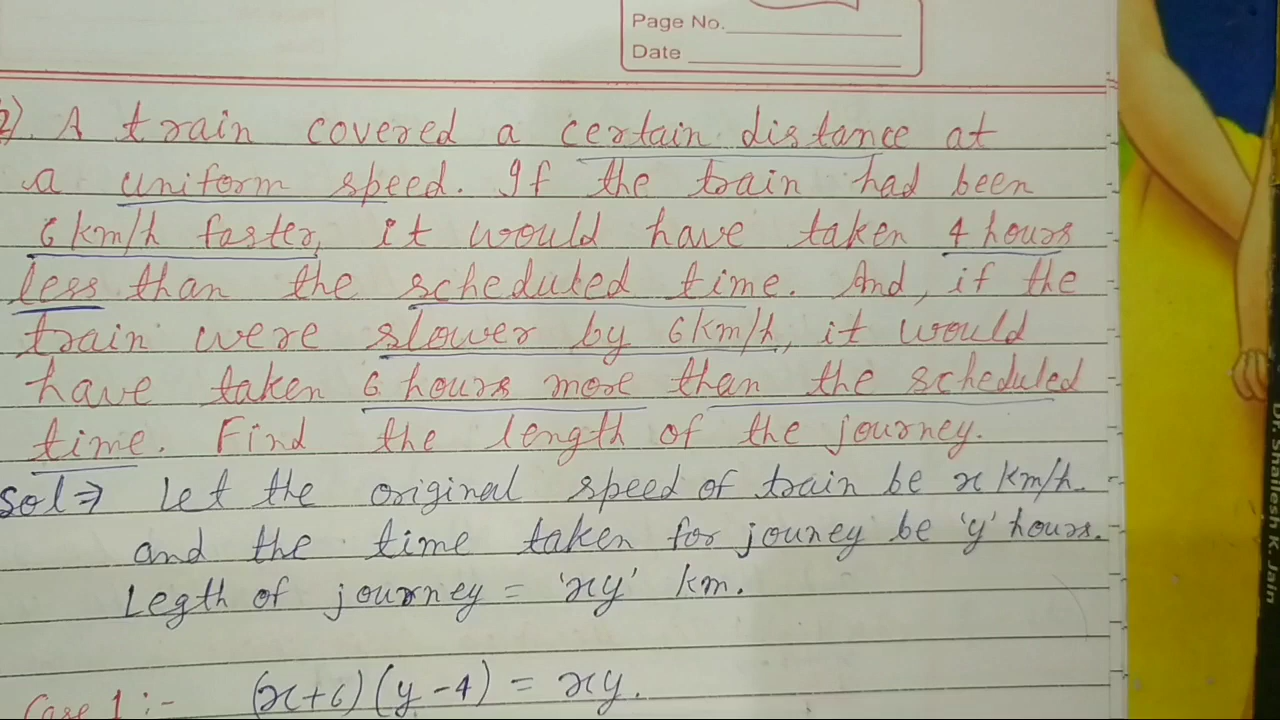 Page No.
Date
2). A train covered a certain distance at
a uniform speed. If the train had been
6 km/h faster, it would have taken 4 hours
less than the scheduled time. And, if the
train were slower by 6 km/h, it would
have taken 6 hours more than the scheduled
time. Find the length of the journey.
Sol ⇒ Let the original speed of train be x km/h.
and the time taken for jouney be 'y' hours.
Legth of journey = 'xy' km.
Case 1 :- (x+6) (y-4) = xy.
Dr. Shailesh K. Jain